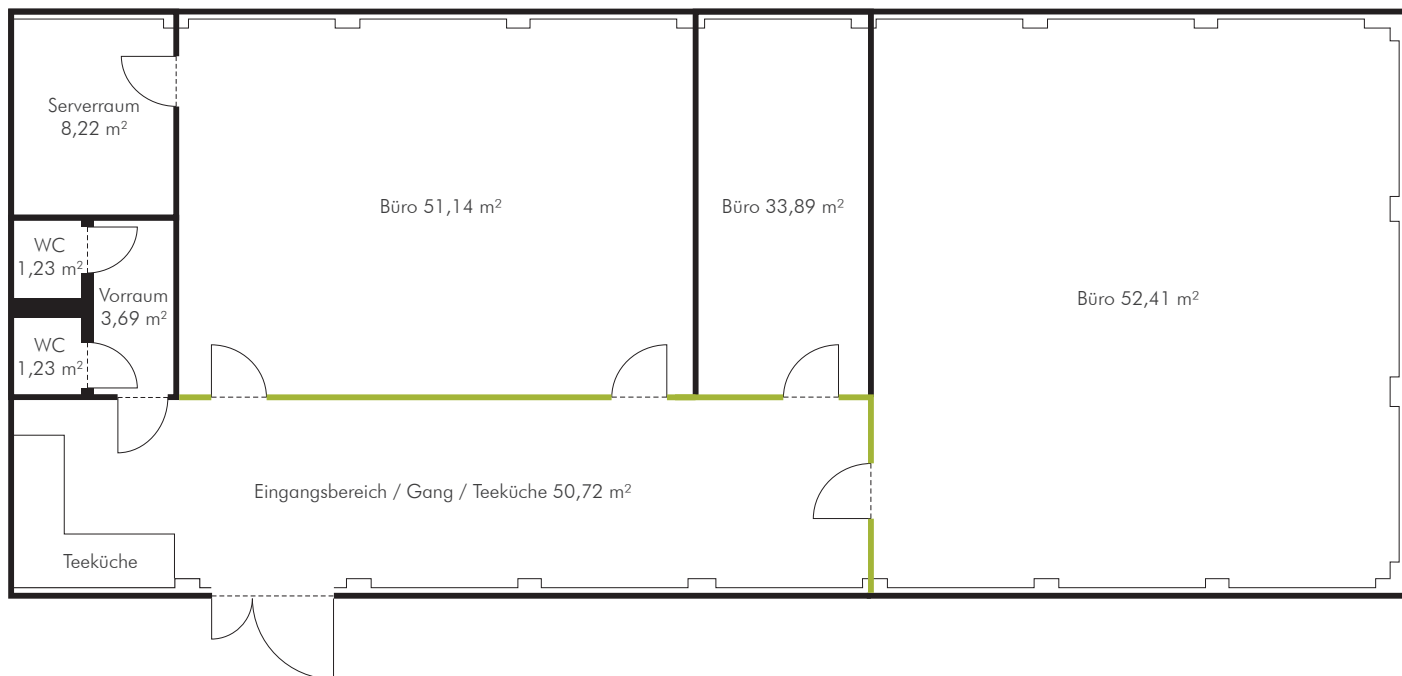 Serverraum
8,22 m²
Büro 51,14 m²
Büro 33,89 m²
WC
1,23 m²
Vorraum
3,69 m²
WC
1,23 m²
Büro 52,41 m²
Eingangsbereich / Gang / Teeküche 50,72 m²
Teeküche